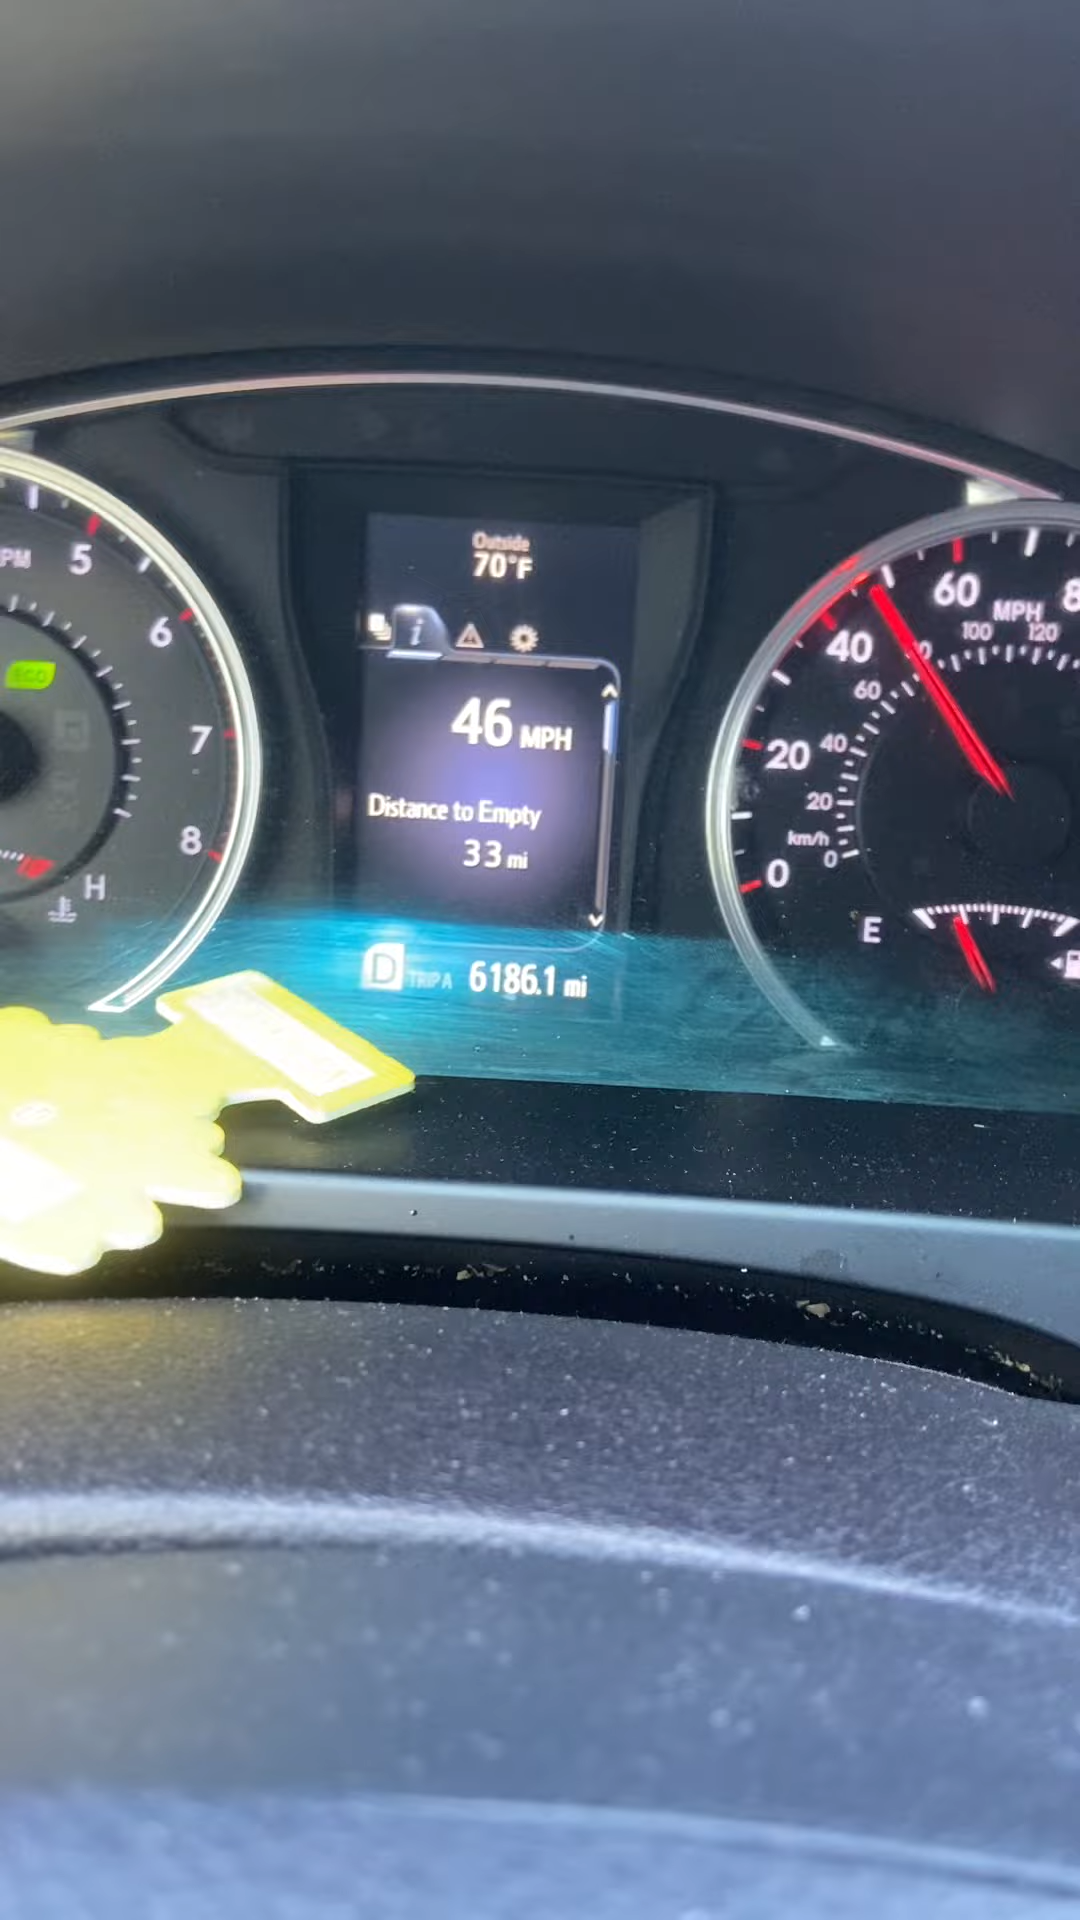 Outside
70°F
i
46 MPH
Distance to Empty
33 mi
D TRIP A 6186.1 mi
5
6
7
8
H
ECO
0
20
40
60
MPH
km/h
0
20
40
60
100
120
E